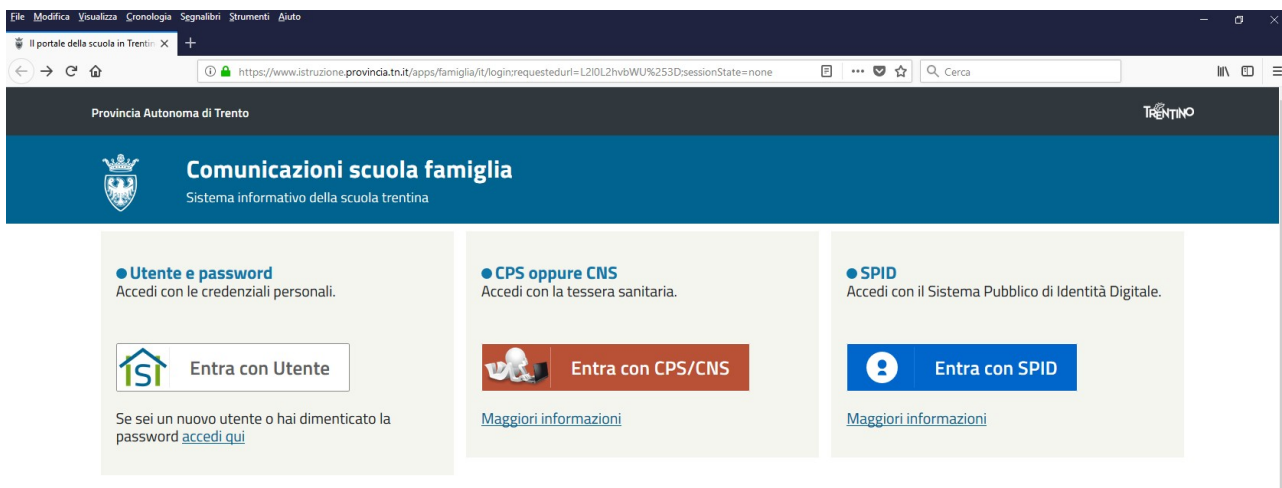 File Modifica Visualizza Cronologia Segnalibri Strumenti Aiuto
Il portale della scuola in Trentin
https://www.istruzione.provincia.tn.it/apps/famiglia/it/login;requestedurl=L2I0L2hvbWU%253D;sessionState=none
Cerca
Provincia Autonoma di Trento
TRENTINO
Comunicazioni scuola famiglia
Sistema informativo della scuola trentina
Utente e password
Accedi con le credenziali personali.
isi Entra con Utente
Se sei un nuovo utente o hai dimenticato la
password accedi qui
CPS oppure CNS
Accedi con la tessera sanitaria.
Entra con CPS/CNS
Maggiori informazioni
SPID
Accedi con il Sistema Pubblico di Identità Digitale.
Entra con SPID
Maggiori informazioni